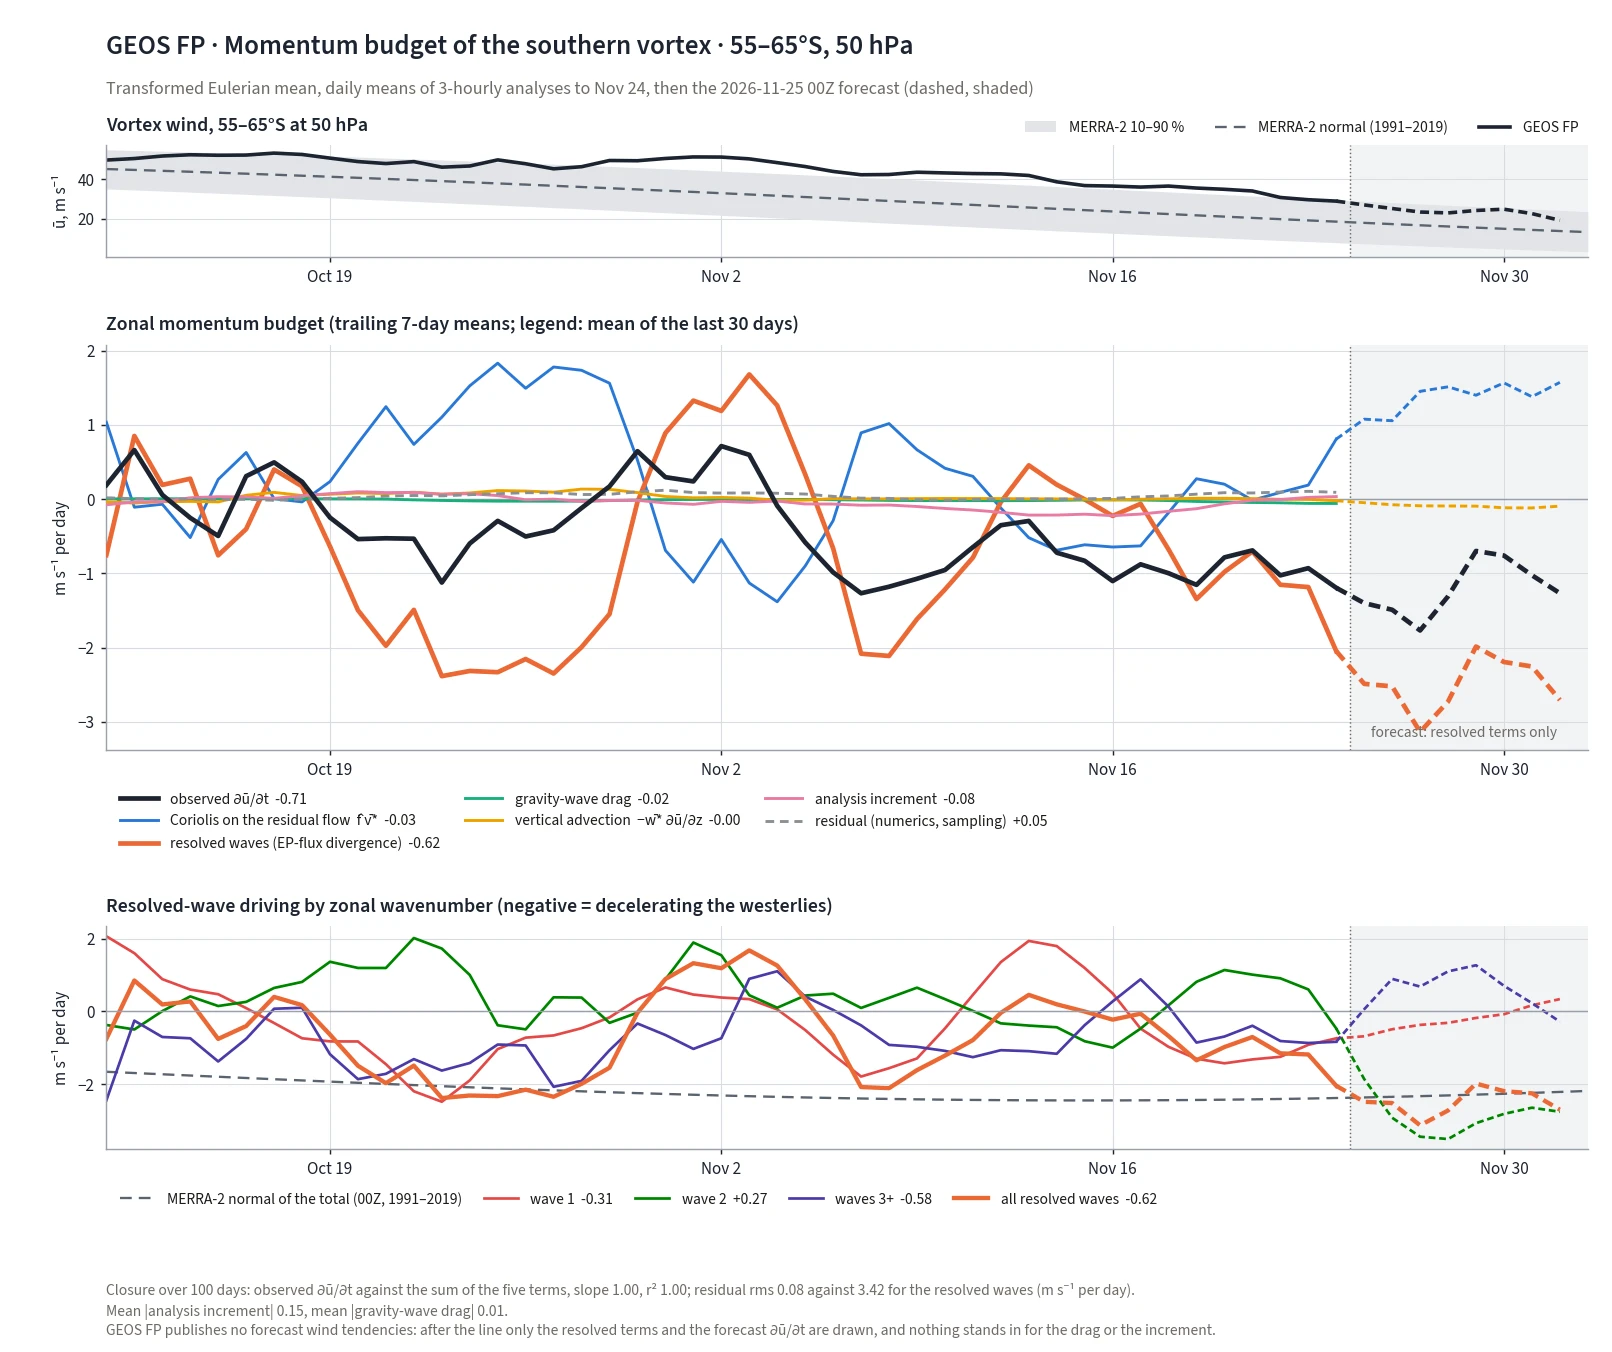 GEOS FP · Momentum budget of the southern vortex · 55–65°S, 50 hPa
Transformed Eulerian mean, daily means of 3-hourly analyses to Nov 24, then the 2026-11-25 00Z forecast (dashed, shaded)
Vortex wind, 55–65°S at 50 hPa
MERRA-2 10–90 %
MERRA-2 normal (1991–2019)
GEOS FP
ū, m s⁻¹
40
20
Oct 19
Nov 2
Nov 16
Nov 30
Zonal momentum budget (trailing 7-day means; legend: mean of the last 30 days)
m s⁻¹ per day
2
1
0
−1
−2
−3
forecast: resolved terms only
Oct 19
Nov 2
Nov 16
Nov 30
observed ∂ū/∂t -0.71
Coriolis on the residual flow f v̄* -0.03
resolved waves (EP-flux divergence) -0.62
gravity-wave drag -0.02
vertical advection −w̄* ∂ū/∂z -0.00
analysis increment -0.08
residual (numerics, sampling) +0.05
Resolved-wave driving by zonal wavenumber (negative = decelerating the westerlies)
m s⁻¹ per day
2
0
−2
Oct 19
Nov 2
Nov 16
Nov 30
MERRA-2 normal of the total (00Z, 1991–2019)
wave 1 -0.31
wave 2 +0.27
waves 3+ -0.58
all resolved waves -0.62
Closure over 100 days: observed ∂ū/∂t against the sum of the five terms, slope 1.00, r² 1.00; residual rms 0.08 against 3.42 for the resolved waves (m s⁻¹ per day).
Mean |analysis increment| 0.15, mean |gravity-wave drag| 0.01.
GEOS FP publishes no forecast wind tendencies: after the line only the resolved terms and the forecast ∂ū/∂t are drawn, and nothing stands in for the drag or the increment.